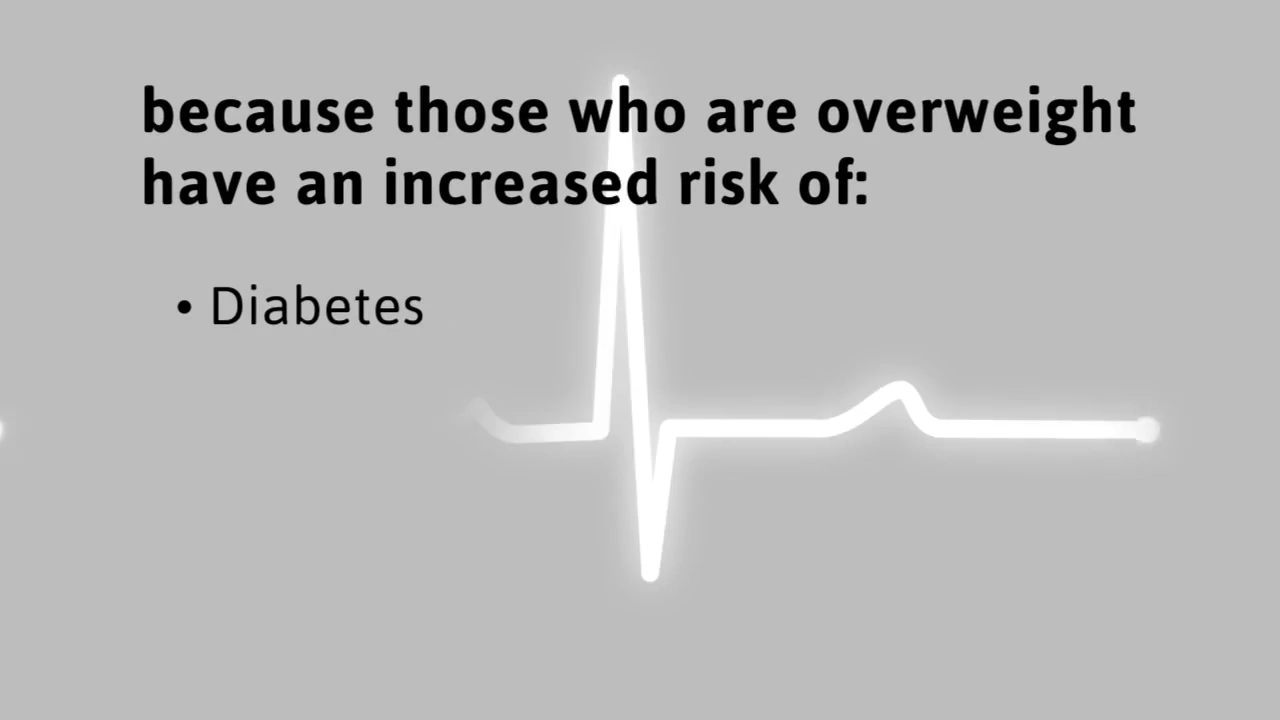 because those who are overweight
have an increased risk of:
• Diabetes